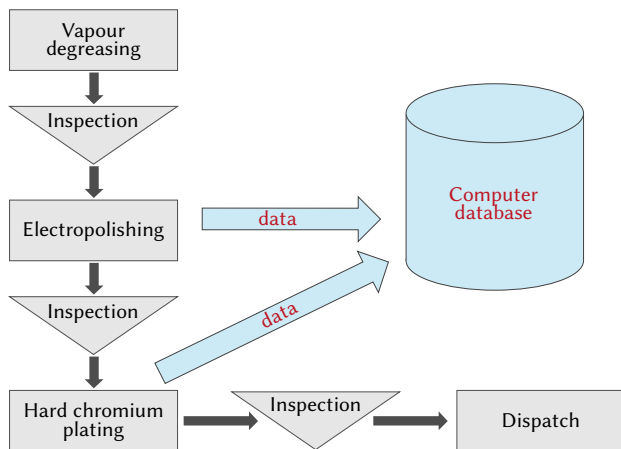 Vapour
degreasing
Inspection
Electropolishing
data
Computer
database
Inspection
data
Hard chromium
plating
Inspection
Dispatch